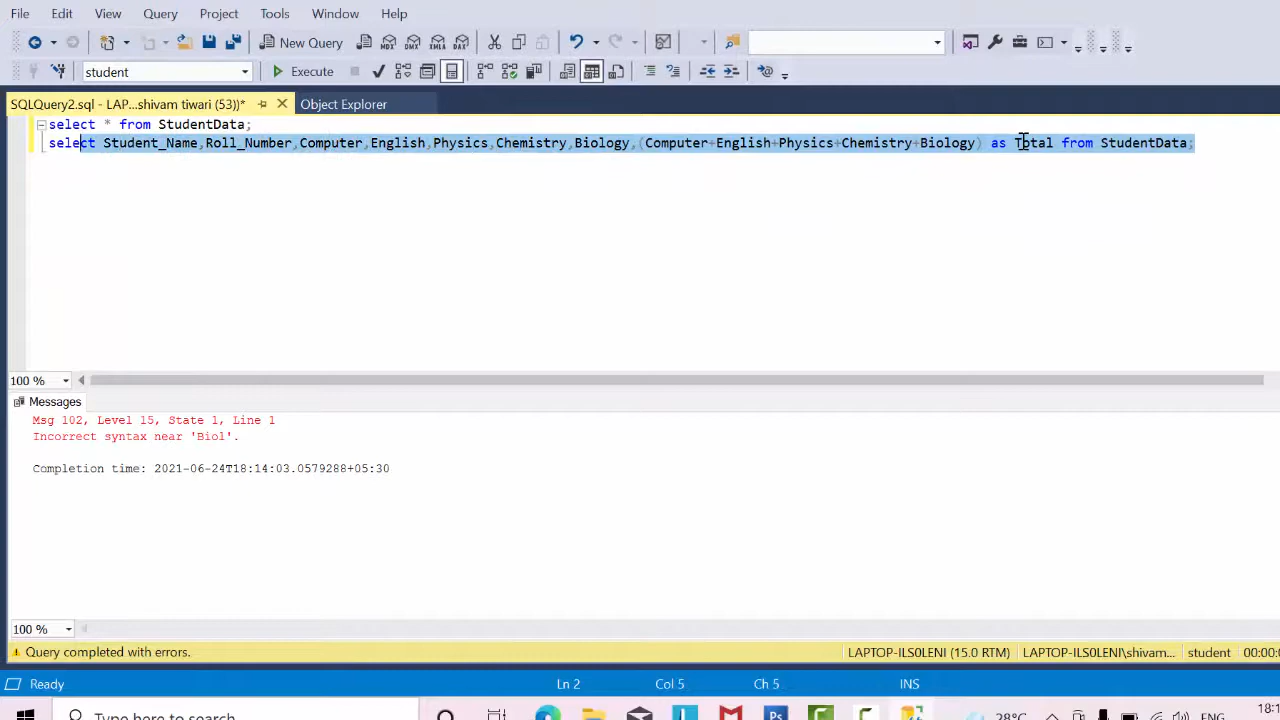 File Edit View Project Tools Window Help
New Query MDX DMX XMLA DAX
student Execute
SQLQuery2.sql - LAP...shivam tiwari (53))* Object Explorer
select * from StudentData;
select Student_Name,Roll_Number,Computer,English,Physics,Chemistry,Biology,(Computer+English+Physics+Chemistry+Biology) as Total from StudentData;
100 %
Messages
Msg 102, Level 15, State 1, Line 1
Incorrect syntax near 'Biol'.
Completion time: 2021-06-24T18:14:03.0579288+05:30
100 %
Query completed with errors. LAPTOP-ILS0LENI (15.0 RTM) LAPTOP-ILS0LENI\shivam... student 00:00:
Ready Ln 2 Col 5 Ch 5 INS
Type here to search 28°C ENG